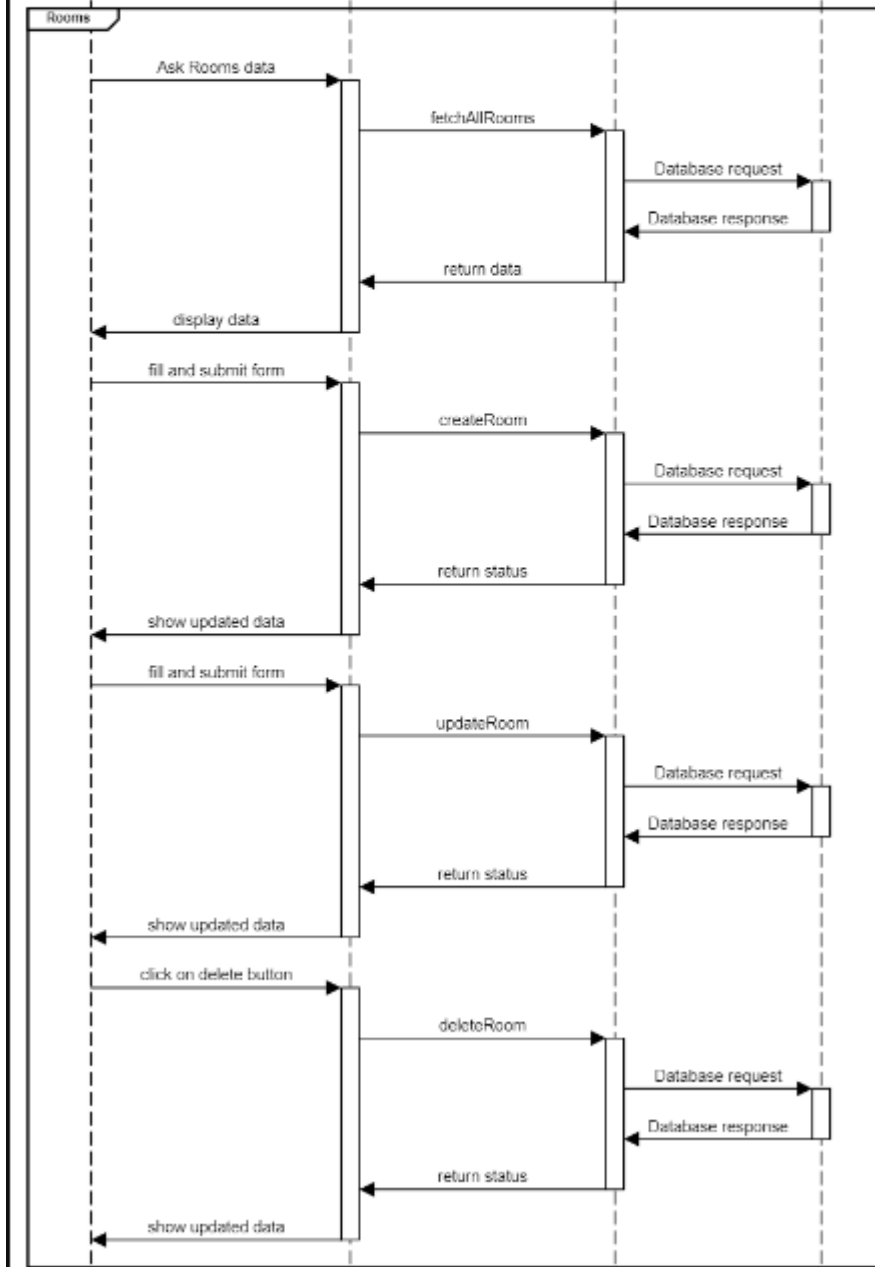 Rooms
Ask Rooms data
fetchAllRooms
Database request
Database response
return data
display data
fill and submit form
createRoom
Database request
Database response
return status
show updated data
fill and submit form
updateRoom
Database request
Database response
return status
show updated data
click on delete button
deleteRoom
Database request
Database response
return status
show updated data